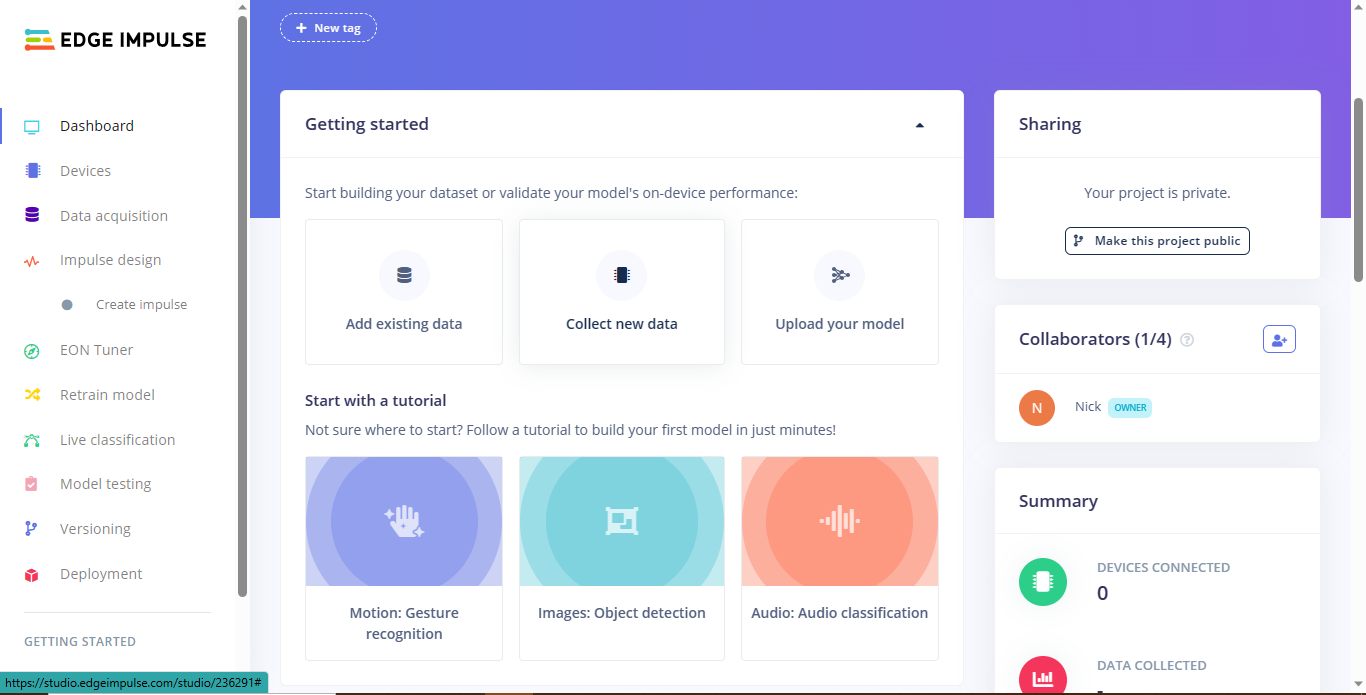 EDGE IMPULSE
Dashboard
Devices
Data acquisition
Impulse design
Create impulse
EON Tuner
Retrain model
Live classification
Model testing
Versioning
Deployment
GETTING STARTED
https://studio.edgeimpulse.com/studio/236291#
+ New tag
Getting started
Start building your dataset or validate your model's on-device performance:
Add existing data
Collect new data
Upload your model
Start with a tutorial
Not sure where to start? Follow a tutorial to build your first model in just minutes!
Motion: Gesture
recognition
Images: Object detection
Audio: Audio classification
Sharing
Your project is private.
Make this project public
Collaborators (1/4) ?
N Nick OWNER
Summary
DEVICES CONNECTED
0
DATA COLLECTED